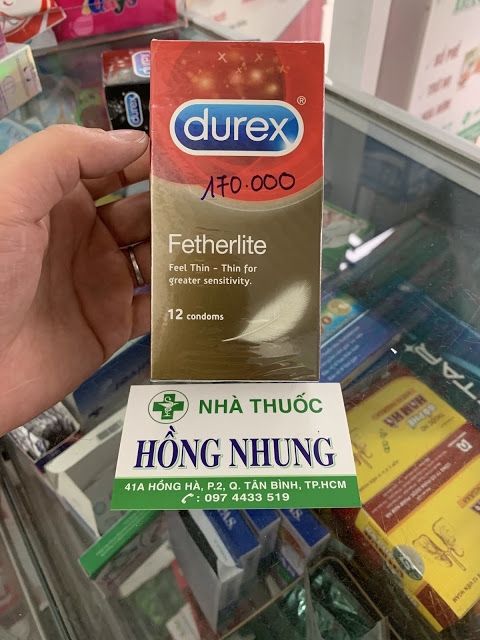 durex®
170.000
Fetherlite
Feel Thin - Thin for
greater sensitivity.
12 condoms
NHÀ THUỐC
HỒNG NHUNG
41A HỒNG HÀ, P.2, Q. TÂN BÌNH, TP.HCM
: 097 4433 519